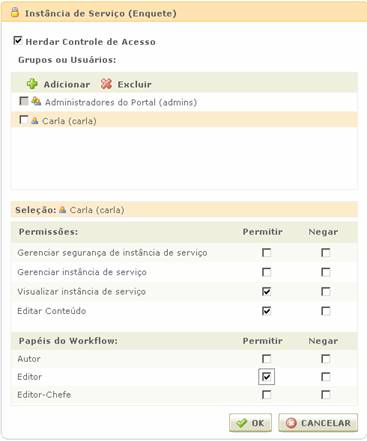 Instância de Serviço (Enquete)
Herdar Controle de Acesso
Grupos ou Usuários:
Adicionar Excluir
Administradores do Portal (admins)
Carla (carla)
Seleção: Carla (carla)
Permissões: Permitir Negar
Gerenciar segurança de instância de serviço
Gerenciar instância de serviço
Visualizar instância de serviço
Editar Conteúdo
Papéis do Workflow: Permitir Negar
Autor
Editor
Editor-Chefe
OK CANCELAR